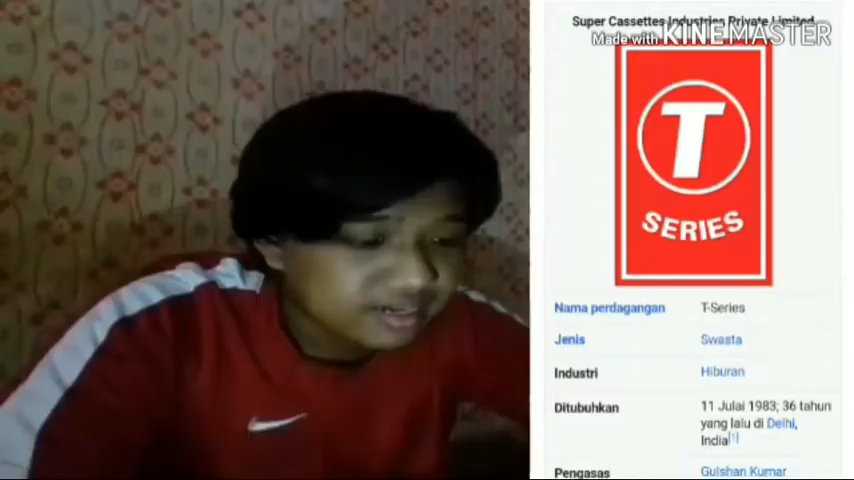 Super Cassettes Industries Private Limited
Made with KINEMASTER
T
SERIES
Nama perdagangan T-Series
Jenis Swasta
Industri Hiburan
Ditubuhkan 11 Julai 1983; 36 tahun
yang lalu di Delhi,
India[1]
Pengasas Gulshan Kumar